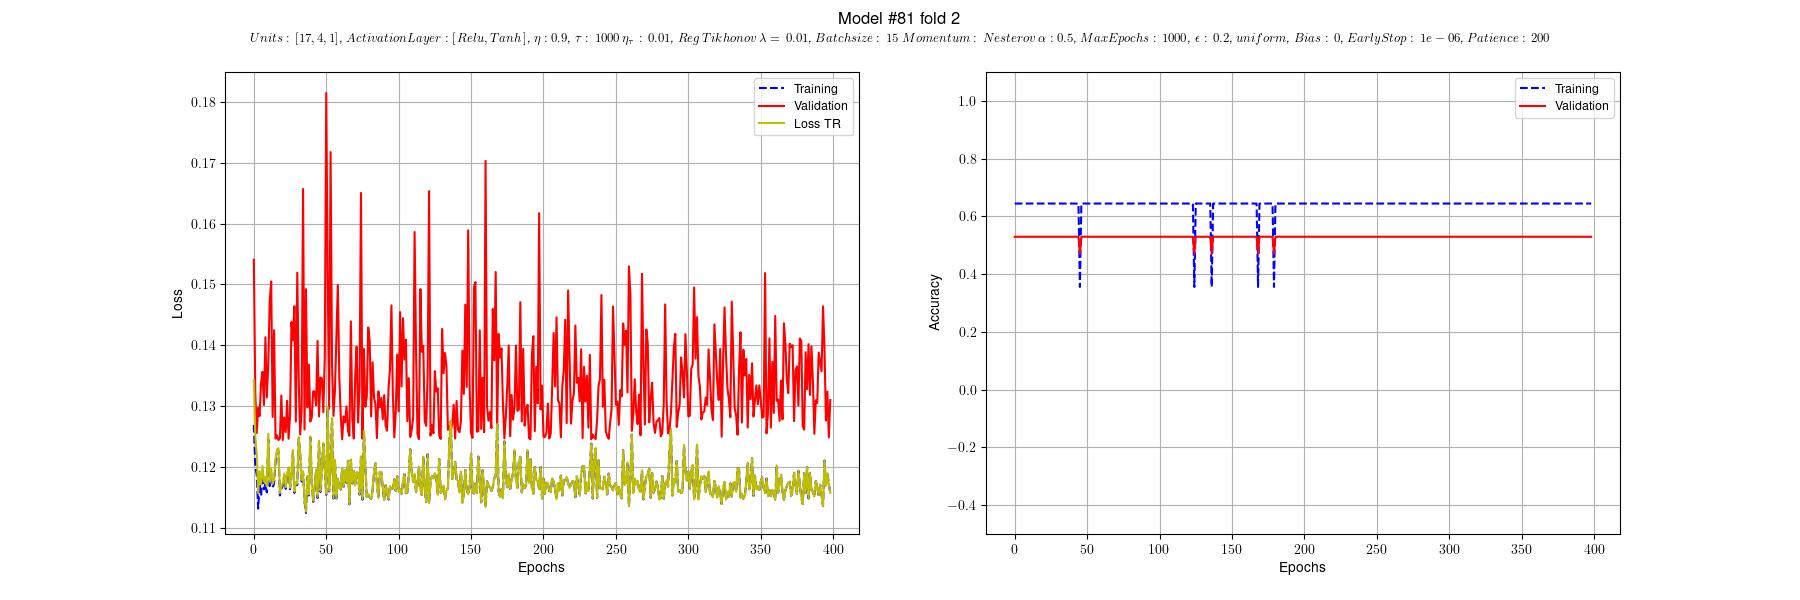 Model #81 fold 2
Units : [17, 4, 1], ActivationLayer : [Relu, Tanh], η : 0.9, τ : 1000 ητ : 0.01, Reg Tikhonov λ = 0.01, Batchsize : 15 Momentum : Nesterov α : 0.5, MaxEpochs : 1000, ϵ : 0.2, uniform, Bias : 0, EarlyStop : 1e − 06, Patience : 200
Loss
0.18
0.17
0.16
0.15
0.14
0.13
0.12
0.11
Training
Validation
Loss TR
0 50 100 150 200 250 300 350 400
Epochs
Accuracy
1.0
0.8
0.6
0.4
0.2
0.0
−0.2
−0.4
Training
Validation
0 50 100 150 200 250 300 350 400
Epochs